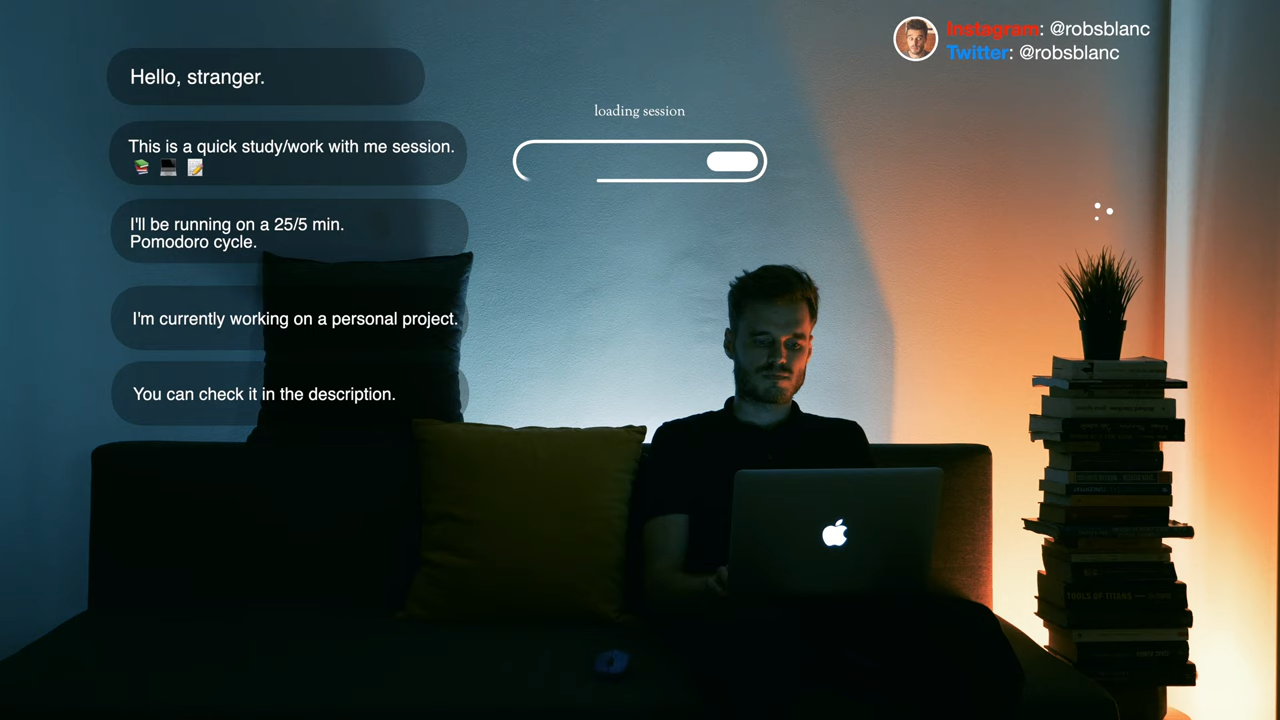 Instagram: @robsblanc
Twitter: @robsblanc
Hello, stranger.
loading session
This is a quick study/work with me session.
📚 💻 📝
I'll be running on a 25/5 min.
Pomodoro cycle.
I'm currently working on a personal project.
You can check it in the description.
TOOLS OF TITANS